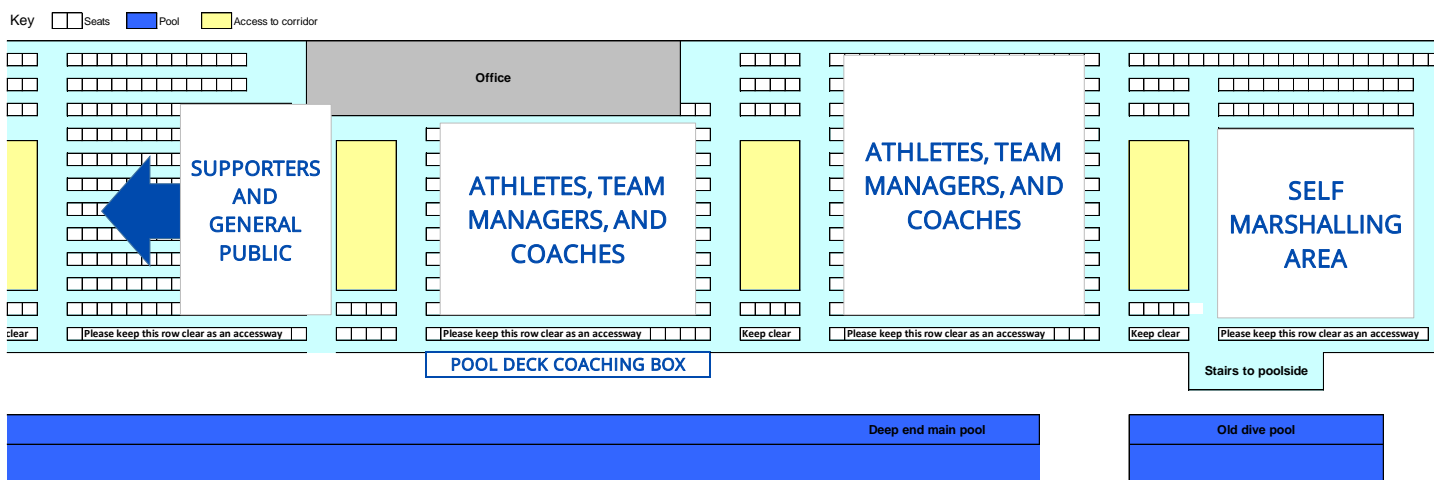 Key
Seats
Pool
Access to corridor
Office
SUPPORTERS
AND
GENERAL
PUBLIC
ATHLETES, TEAM
MANAGERS, AND
COACHES
ATHLETES, TEAM
MANAGERS, AND
COACHES
SELF
MARSHALLING
AREA
clear
Please keep this row clear as an accessway
Please keep this row clear as an accessway
Keep clear
Please keep this row clear as an accessway
Keep clear
Please keep this row clear as an accessway
POOL DECK COACHING BOX
Stairs to poolside
Deep end main pool
Old dive pool